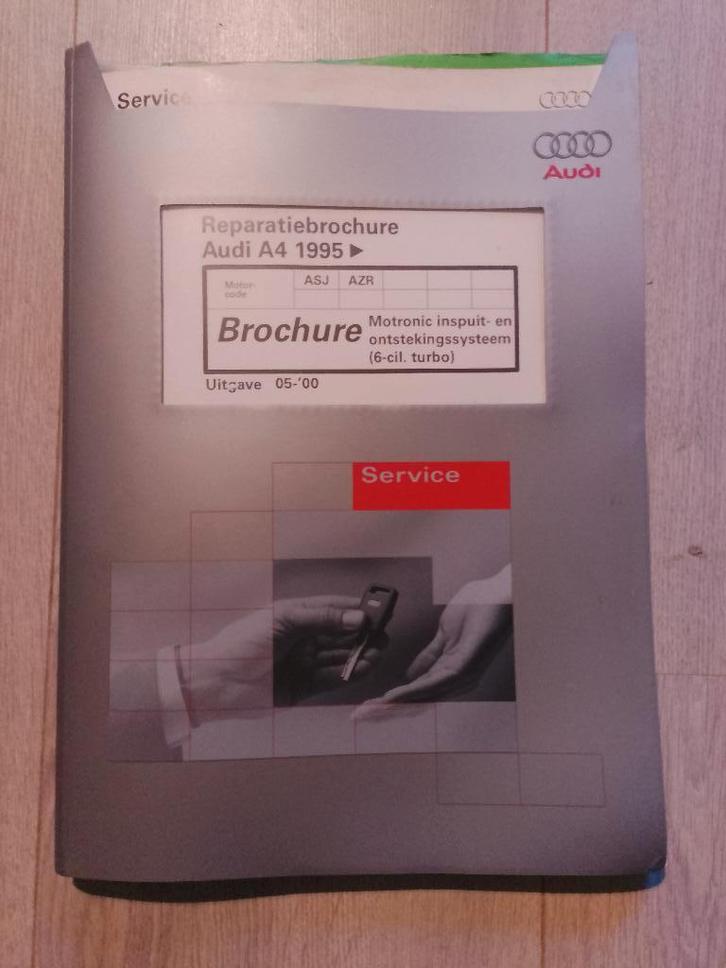 Service
Audi
Reparatiebrochure
Audi A4 1995 ►
Motor-
code
ASJ AZR
Brochure
Motronic inspuit- en
ontstekingssysteem
(6-cil. turbo)
Uitgave 05-'00
Service